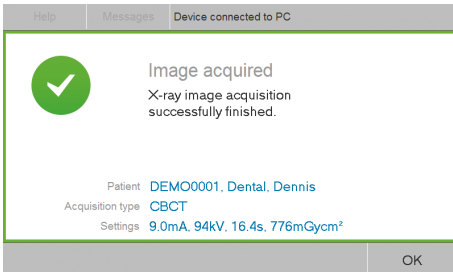 Help Messages Device connected to PC
Image acquired
X-ray image acquisition
successfully finished.
Patient DEMO0001, Dental, Dennis
Acquisition type CBCT
Settings 9.0mA, 94kV, 16.4s, 776mGycm²
OK